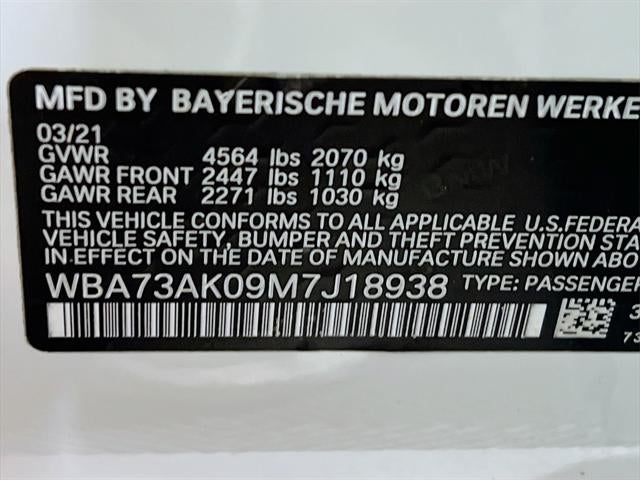 MFD BY BAYERISCHE MOTOREN WERKE
03/21
GVWR 4564 lbs 2070 kg
GAWR FRONT 2447 lbs 1110 kg
GAWR REAR 2271 lbs 1030 kg
THIS VEHICLE CONFORMS TO ALL APPLICABLE U.S.FEDERA
VEHICLE SAFETY, BUMPER, AND THEFT PREVENTION STA
IN EFFECT ON THE DATE OF MANUFACTURE SHOWN ABO
WBA73AK09M7J18938 TYPE: PASSENGER
3
73